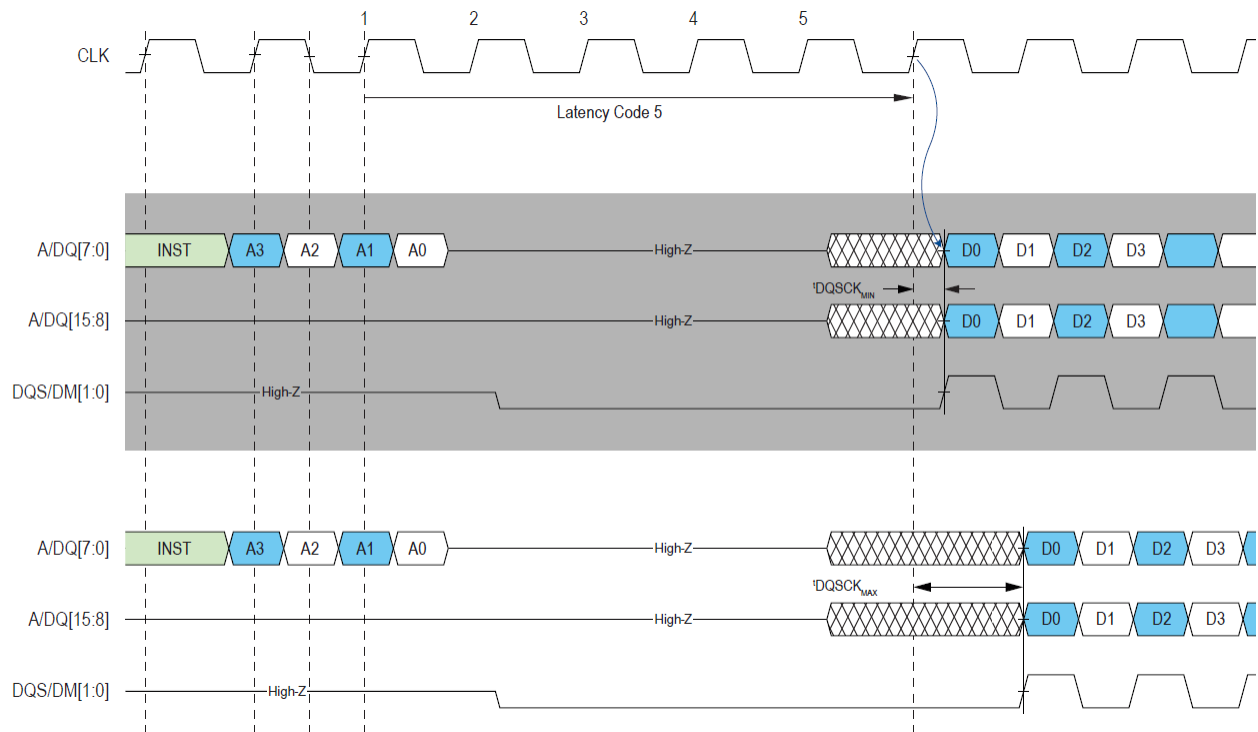 1 2 3 4 5
CLK
Latency Code 5
A/DQ[7:0] INST A3 A2 A1 A0 High-Z D0 D1 D2 D3
tDQSCKMIN
A/DQ[15:8] High-Z D0 D1 D2 D3
DQS/DM[1:0] High-Z
A/DQ[7:0] INST A3 A2 A1 A0 High-Z D0 D1 D2 D3
tDQSCKMAX
A/DQ[15:8] High-Z D0 D1 D2 D3
DQS/DM[1:0] High-Z